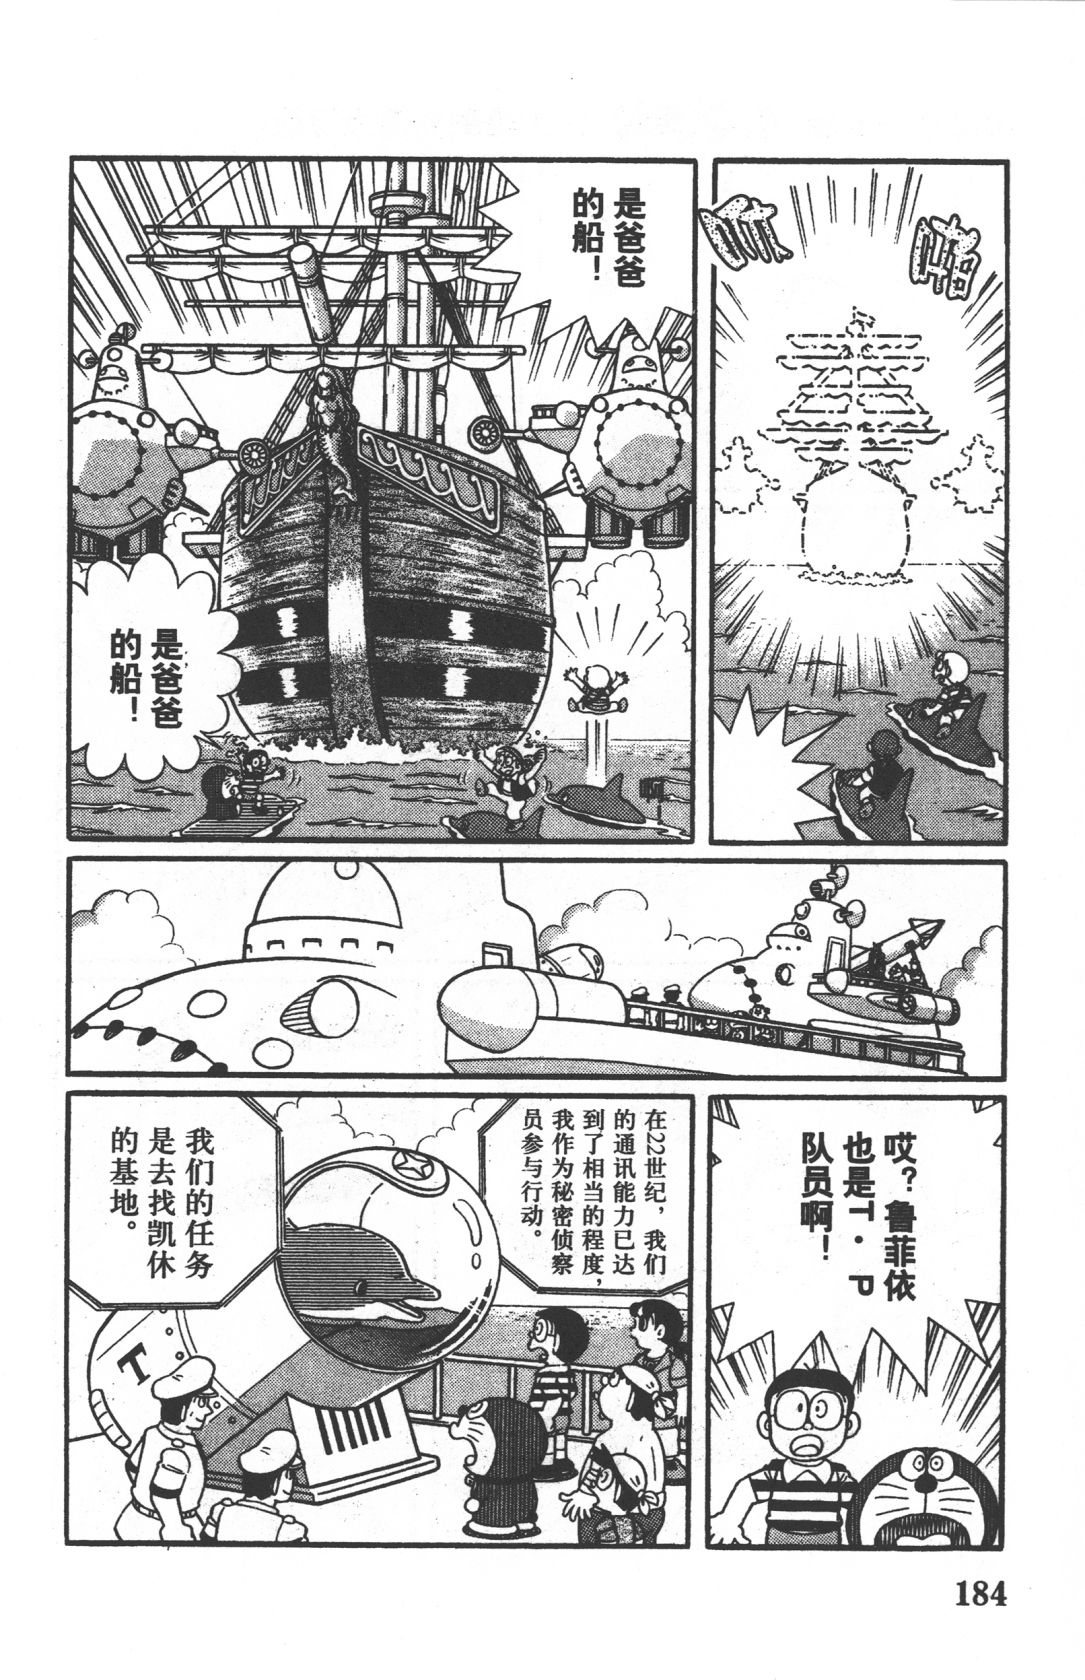 是爸爸
的船！
是爸爸
的船！
哎？鲁菲依
也是T．P
队员啊！
在22世纪，我们
的通讯能力已达
到了相当的程度，
我作为秘密侦察
员参与行动。
我们的任务
是去找凯休
的基地。
T
184